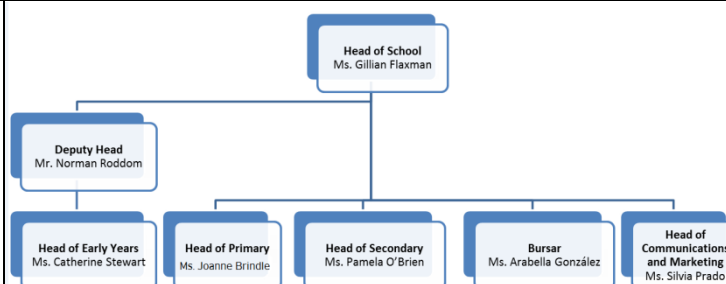 Head of School
Ms. Gillian Flaxman
Deputy Head
Mr. Norman Roddom
Head of Early Years
Ms. Catherine Stewart
Head of Primary
Ms. Joanne Brindle
Head of Secondary
Ms. Pamela O'Brien
Bursar
Ms. Arabella González
Head of
Communications
and Marketing
Ms. Silvia Prado